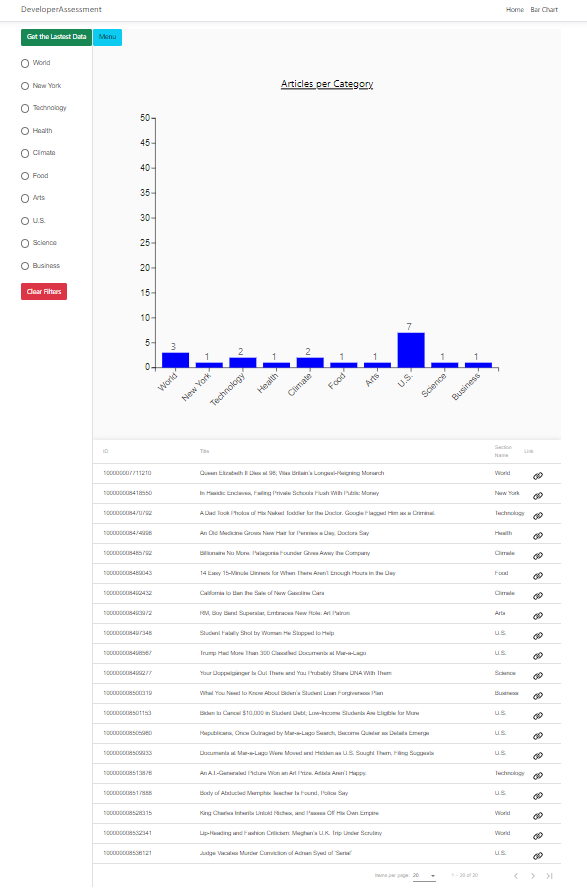 DeveloperAssessment
Home Bar Chart
Get the Lastest Data Menu
World
New York
Technology
Health
Climate
Food
Arts
U.S.
Science
Business
Clear Filters
Articles per Category
50
45
40
35
30
25
20
15
10
5
0
3 1 2 1 2 1 1 7 1 1
World New York Technology Health Climate Food Arts U.S. Science Business
ID Title Section Name Link
100000007711210 Queen Elizabeth II Dies at 96; Was Britain's Longest-Reigning Monarch World
100000008418550 In Hasidic Enclaves, Failing Private Schools Flush With Public Money New York
100000008470792 A Dad Took Photos of His Naked Toddler for the Doctor. Google Flagged Him as a Criminal. Technology
100000008474998 An Old Medicine Grows New Hair for Pennies a Day, Doctors Say Health
100000008485792 Billionaire No More: Patagonia Founder Gives Away the Company Climate
100000008489043 14 Easy 15-Minute Dinners for When There Aren't Enough Hours in the Day Food
100000008492432 California to Ban the Sale of New Gasoline Cars Climate
100000008493972 RM, Boy Band Superstar, Embraces New Role: Art Patron Arts
100000008497348 Student Fatally Shot by Woman He Stopped to Help U.S.
100000008498567 Trump Had More Than 300 Classified Documents at Mar-a-Lago U.S.
100000008499277 Your Doppelgänger Is Out There and You Probably Share DNA With Them Science
100000008500319 What You Need to Know About Biden's Student Loan Forgiveness Plan Business
100000008501153 Biden to Cancel $10,000 in Student Debt; Low-Income Students Are Eligible for More U.S.
100000008505980 Republicans, Once Outraged by Mar-a-Lago Search, Become Quieter as Details Emerge U.S.
100000008509933 Documents at Mar-a-Lago Were Moved and Hidden as U.S. Sought Them, Filing Suggests U.S.
100000008513876 An A.I.-Generated Picture Won an Art Prize. Artists Aren't Happy. Technology
100000008517888 Body of Abducted Memphis Teacher Is Found, Police Say U.S.
100000008528315 King Charles Inherits Untold Riches, and Passes Off His Own Empire World
100000008532341 Lip-Reading and Fashion Criticism: Meghan's U.K. Trip Under Scrutiny World
100000008536121 Judge Vacates Murder Conviction of Adnan Syed of 'Serial' U.S.
Items per page: 20 1 – 20 of 20